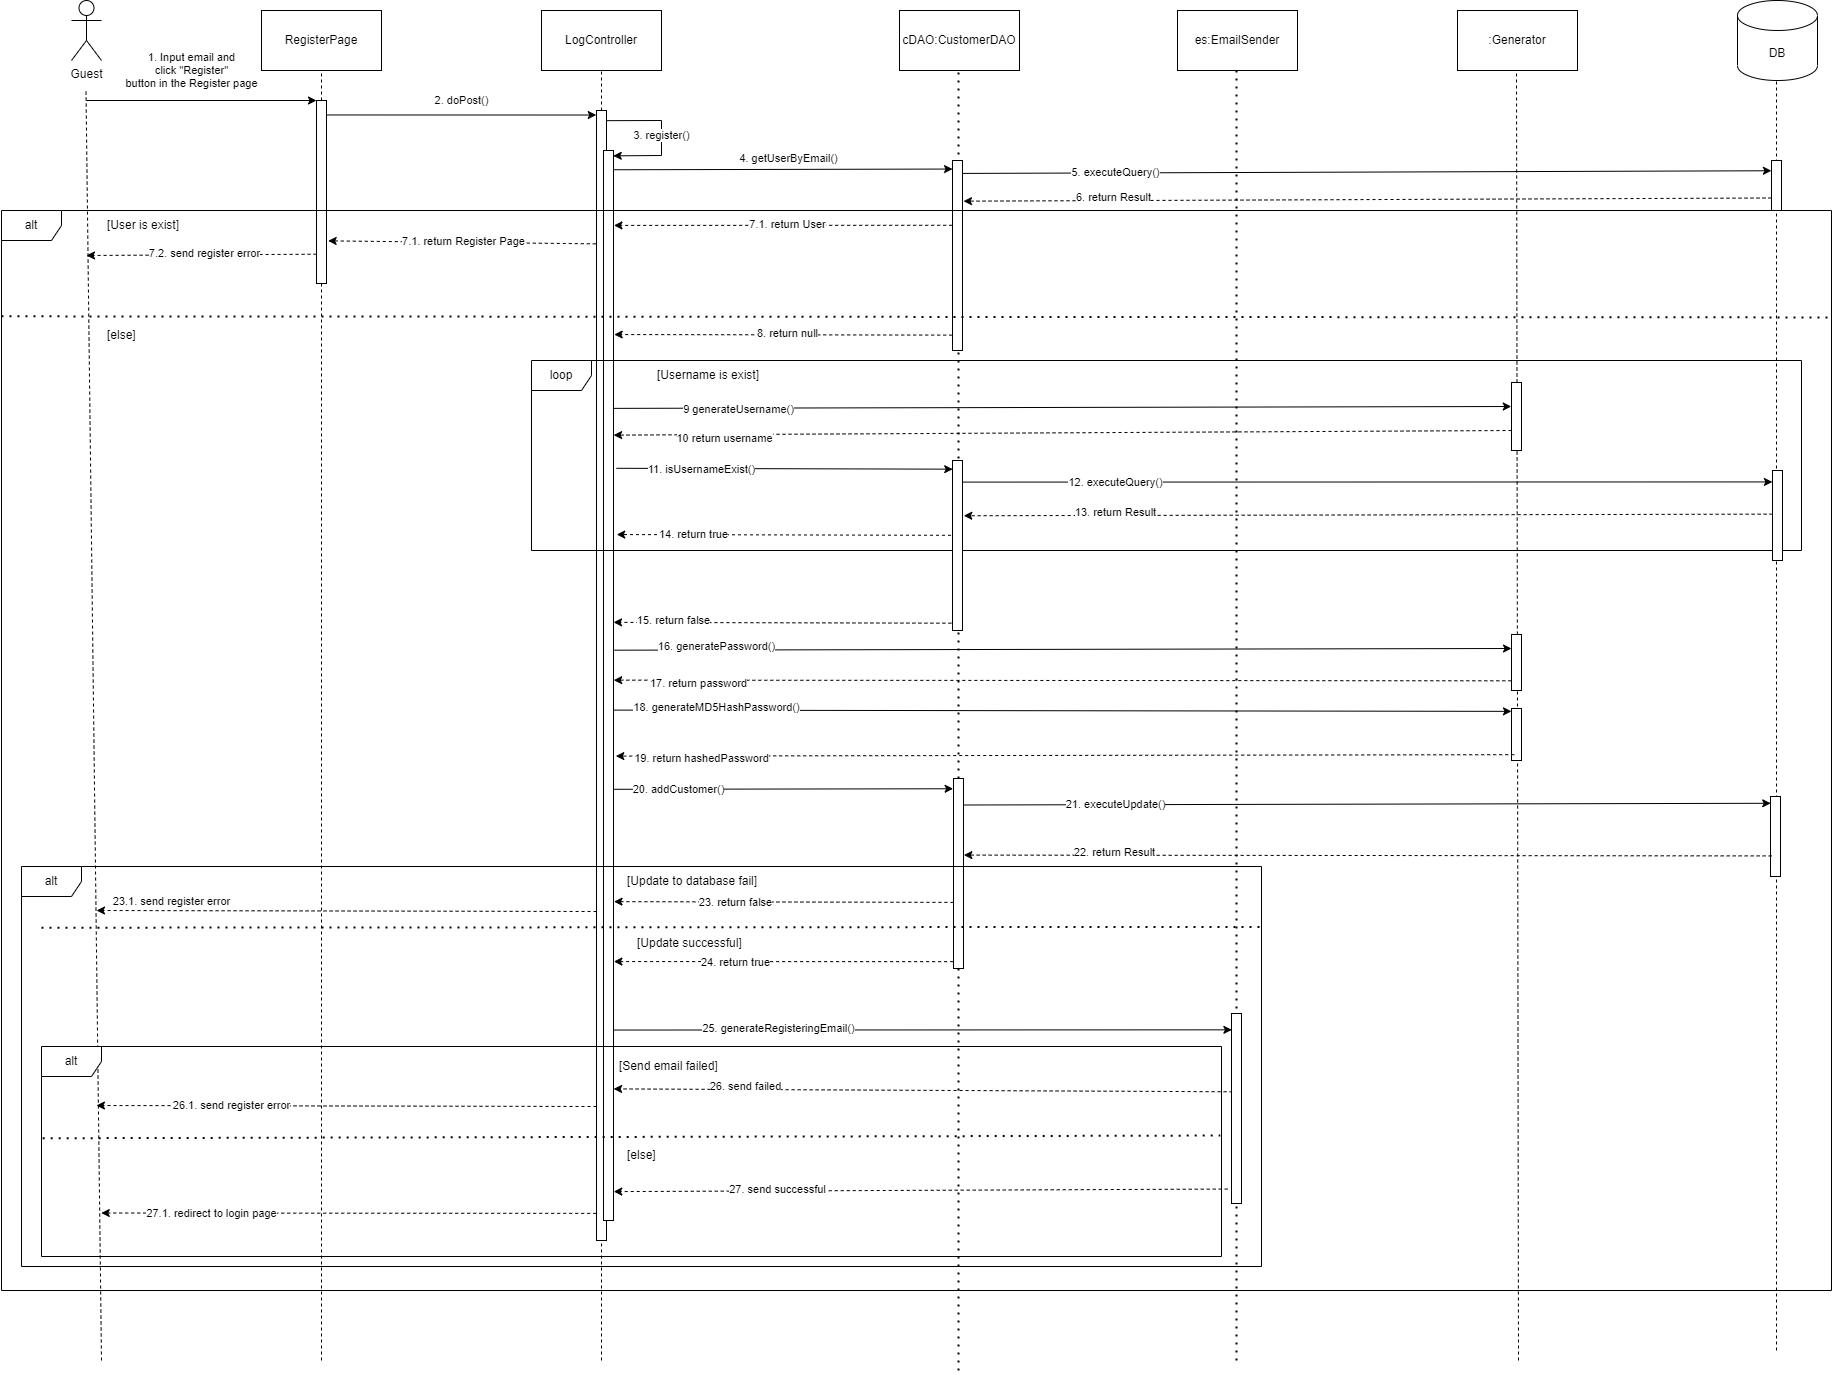 Guest
RegisterPage
LogController
cDAO:CustomerDAO
es:EmailSender
:Generator
DB
1. Input email and
click "Register"
button in the Register page
2. doPost()
3. register()
4. getUserByEmail()
5. executeQuery()
6. return Result
alt
[User is exist]
7.1. return User
7.1. return Register Page
7.2. send register error
[else]
8. return null
loop
[Username is exist]
9 generateUsername()
10 return username
11. isUsernameExist()
12. executeQuery()
13. return Result
14. return true
15. return false
16. generatePassword()
17. return password
18. generateMD5HashPassword()
19. return hashedPassword
20. addCustomer()
21. executeUpdate()
22. return Result
alt
[Update to database fail]
23. return false
23.1. send register error
[Update successful]
24. return true
25. generateRegisteringEmail()
alt
[Send email failed]
26. send failed
26.1. send register error
[else]
27. send successful
27.1. redirect to login page